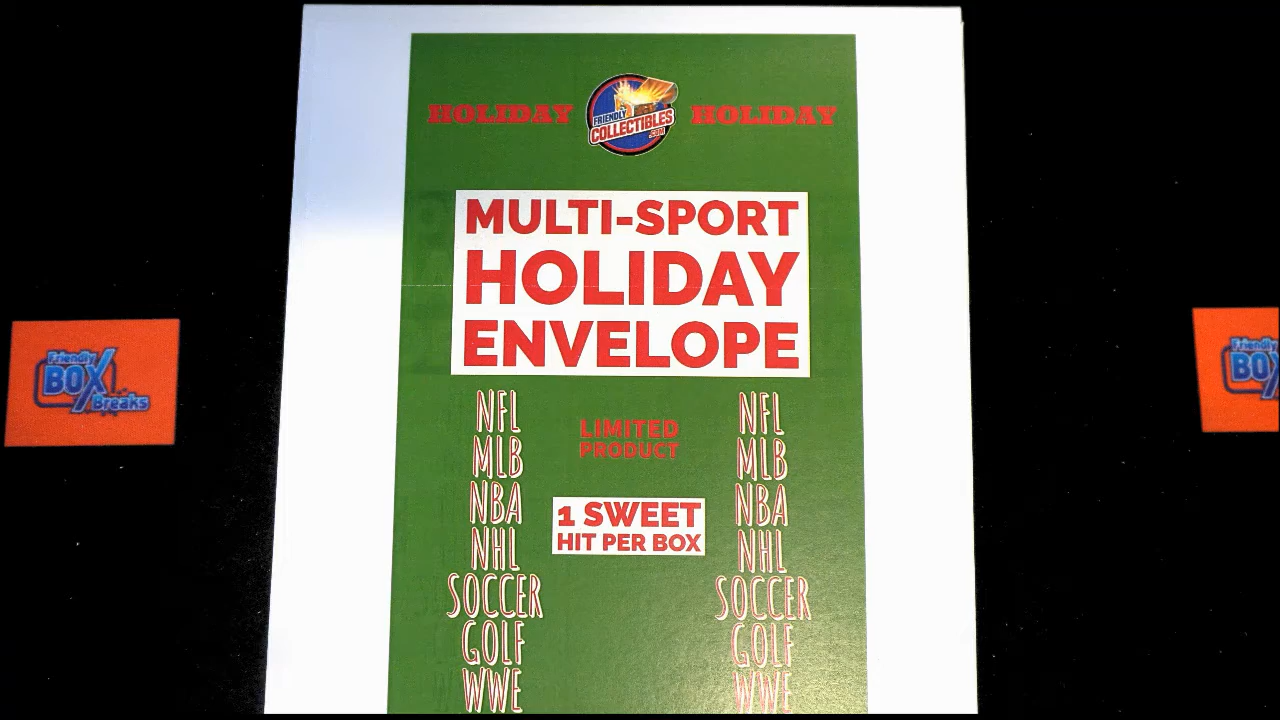 HOLIDAY
FRIENDLY
COLLECTIBLES
.COM
HOLIDAY
MULTI-SPORT
HOLIDAY
ENVELOPE
NFL
MLB
NBA
NHL
SOCCER
GOLF
WWE
LIMITED
PRODUCT
1 SWEET
HIT PER BOX
NFL
MLB
NBA
NHL
SOCCER
GOLF
WWE
Friendly
BOX
Breaks
Friendly
BOX